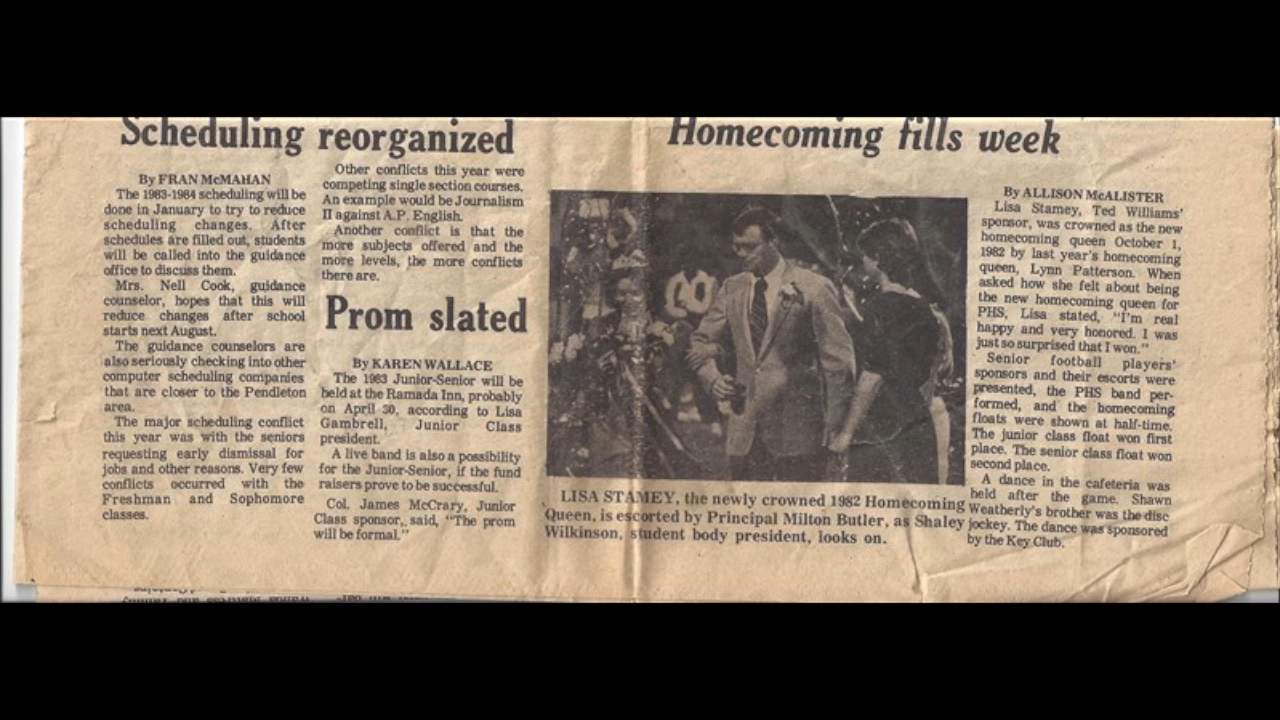 Scheduling reorganized
By FRAN McMAHAN
The 1983-1984 scheduling will be
done in January to try to reduce
scheduling changes. After
schedules are filled out, students
will be called into the guidance
office to discuss them.
Mrs. Nell Cook, guidance
counselor, hopes that this will
reduce changes after school
starts next August.
The guidance counselors are
also seriously checking into other
computer scheduling companies
that are closer to the Pendleton
area.
The major scheduling conflict
this year was with the seniors
requesting early dismissal for
jobs and other reasons. Very few
conflicts occurred with the
Freshman and Sophomore
classes.
Other conflicts this year were
competing single section courses.
An example would be Journalism
II against A.P. English.
Another conflict is that the
more subjects offered and the
more levels, the more conflicts
there are.
Prom slated
By KAREN WALLACE
The 1983 Junior-Senior will be
held at the Ramada Inn, probably
on April 30, according to Lisa
Gambrell, Junior Class
president.
A live band is also a possibility
for the Junior-Senior, if the fund
raisers prove to be successful.
Col. James McCrary, Junior
Class sponsor, said, "The prom
will be formal."
Homecoming fills week
LISA STAMEY, the newly crowned 1982 Homecoming
Queen, is escorted by Principal Milton Butler, as Shaley
Wilkinson, student body president, looks on.
By ALLISON McALISTER
Lisa Stamey, Ted Williams'
sponsor, was crowned as the new
homecoming queen October 1,
1982 by last year's homecoming
queen, Lynn Patterson. When
asked how she felt about being
the new homecoming queen for
PHS, Lisa stated, "I'm real
happy and very honored. I was
just so surprised that I won."
Senior football players'
sponsors and their escorts were
presented, the PHS band per-
formed, and the homecoming
floats were shown at half-time.
The junior class float won first
place. The senior class float won
second place.
A dance in the cafeteria was
held after the game. Shawn
Weatherly's brother was the disc
jockey. The dance was sponsored
by the Key Club.